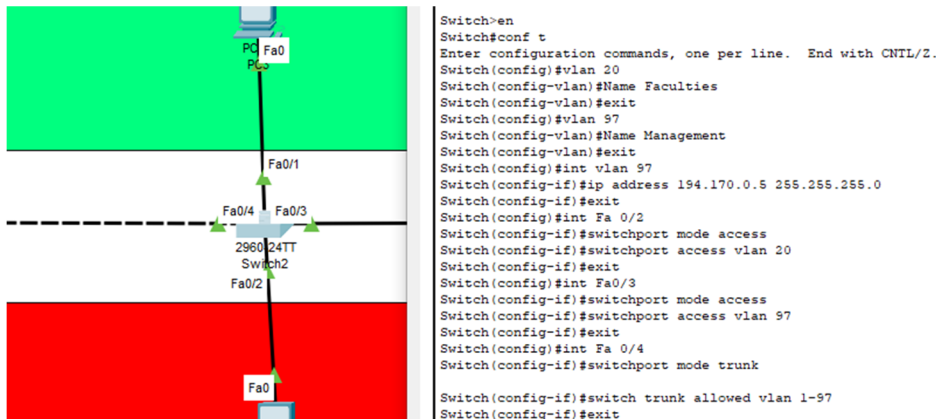 PC Fa0
PC3
Fa0/1
Fa0/4 Fa0/3
2960-24TT
Switch2
Fa0/2
Fa0
Switch>en
Switch#conf t
Enter configuration commands, one per line. End with CNTL/Z.
Switch(config)#vlan 20
Switch(config-vlan)#Name Faculties
Switch(config-vlan)#exit
Switch(config)#vlan 97
Switch(config-vlan)#Name Management
Switch(config-vlan)#exit
Switch(config)#int vlan 97
Switch(config-if)#ip address 194.170.0.5 255.255.255.0
Switch(config-if)#exit
Switch(config)#int Fa 0/2
Switch(config-if)#switchport mode access
Switch(config-if)#switchport access vlan 20
Switch(config-if)#exit
Switch(config)#int Fa0/3
Switch(config-if)#switchport mode access
Switch(config-if)#switchport access vlan 97
Switch(config-if)#exit
Switch(config)#int Fa 0/4
Switch(config-if)#switchport mode trunk
Switch(config-if)#switch trunk allowed vlan 1-97
Switch(config-if)#exit